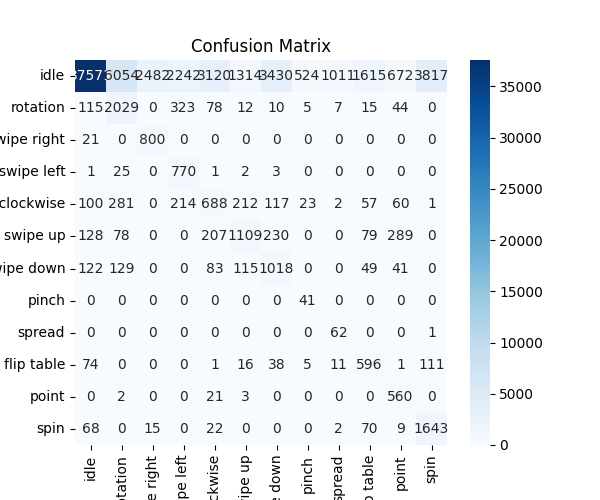 Confusion Matrix
idle 7757 6054 2482 2242 3120 1314 3430 524 1011 1615 672 3817
rotation 115 2029 0 323 78 12 10 5 7 15 44 0
wipe right 21 0 800 0 0 0 0 0 0 0 0 0
swipe left 1 25 0 770 1 2 3 0 0 0 0 0
clockwise 100 281 0 214 688 212 117 23 2 57 60 1
swipe up 128 78 0 0 207 1109 230 0 0 79 289 0
wipe down 122 129 0 0 83 115 1018 0 0 49 41 0
pinch 0 0 0 0 0 0 0 41 0 0 0 0
spread 0 0 0 0 0 0 0 0 62 0 0 1
flip table 74 0 0 0 1 16 38 5 11 596 1 111
point 0 2 0 0 21 3 0 0 0 0 560 0
spin 68 0 15 0 22 0 0 0 2 70 9 1643
idle
otation
e right
pe left
ckwise
ipe up
e down
pinch
spread
p table
point
spin
35000
30000
25000
20000
15000
10000
5000
0